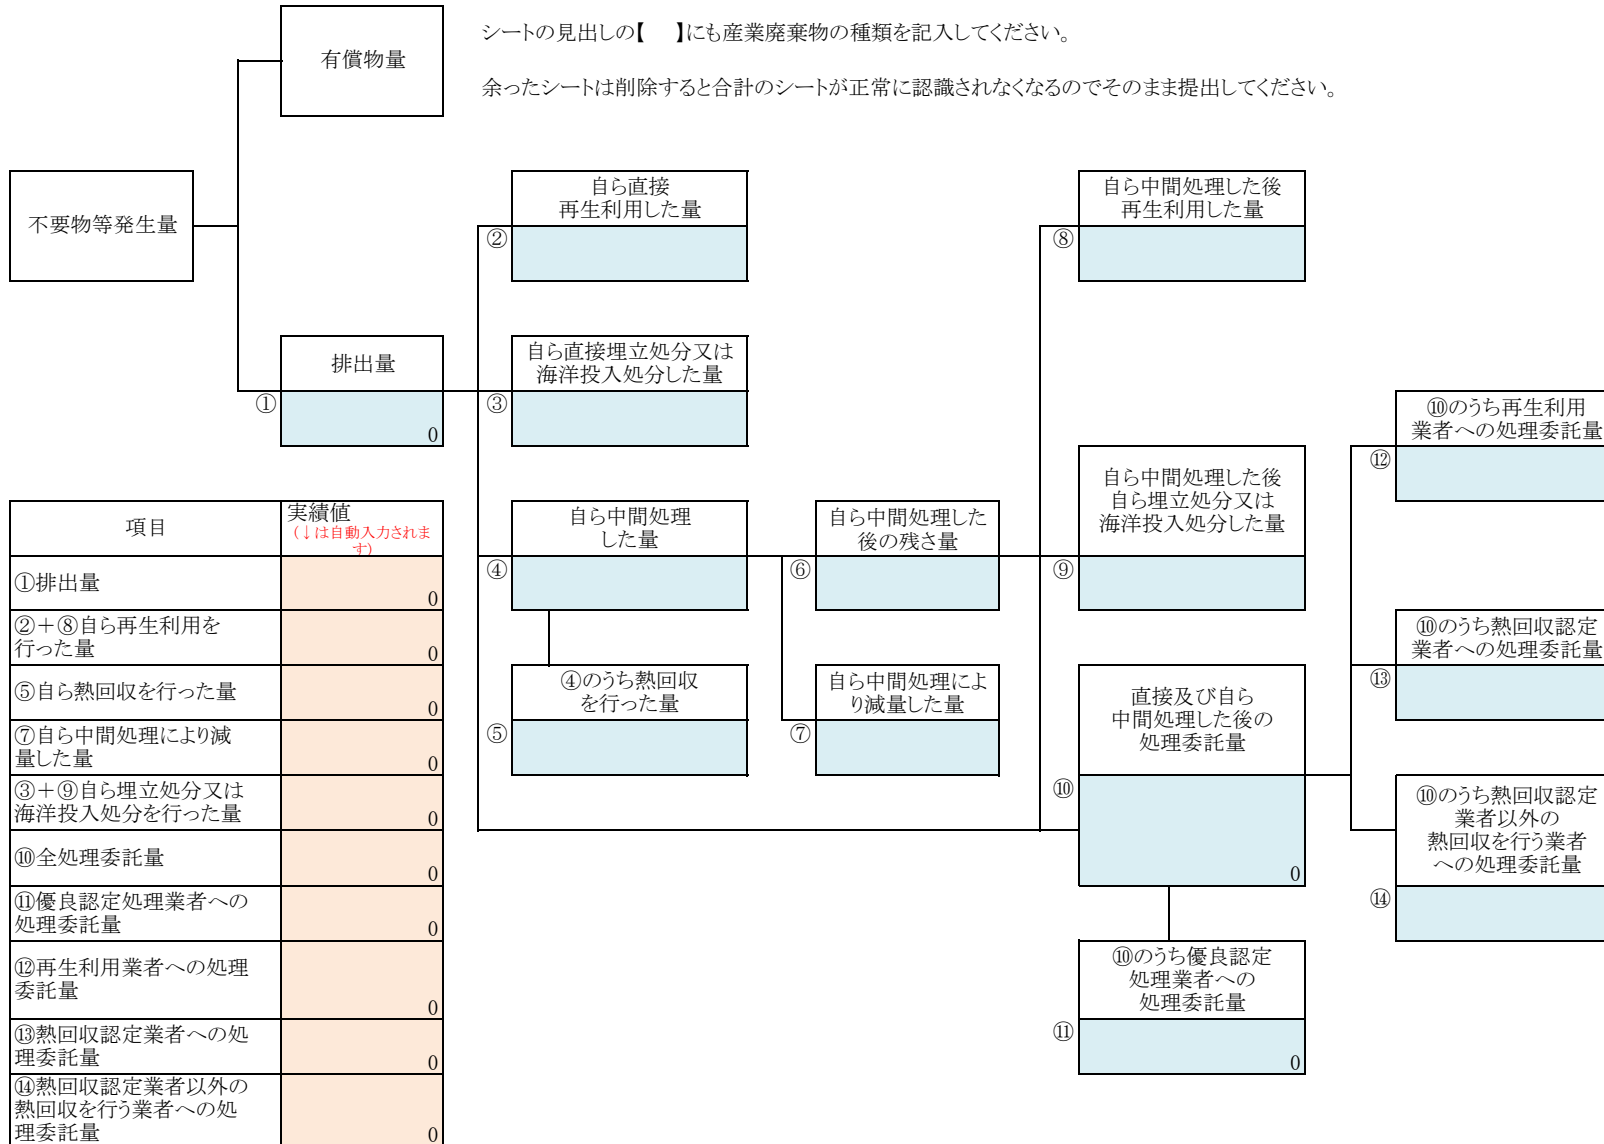 シートの見出しの【　】にも産業廃棄物の種類を記入してください。
余ったシートは削除すると合計のシートが正常に認識されなくなるのでそのまま提出してください。
有償物量
不要物等発生量
排出量
①
0
自ら直接
再生利用した量
②
自ら直接埋立処分又は
海洋投入処分した量
③
自ら中間処理
した量
④
④のうち熱回収
を行った量
⑤
自ら中間処理した
後の残さ量
⑥
自ら中間処理によ
り減量した量
⑦
自ら中間処理した後
再生利用した量
⑧
自ら中間処理した後
自ら埋立処分又は
海洋投入処分した量
⑨
直接及び自ら
中間処理した後の
処理委託量
⑩
0
⑩のうち優良認定
処理業者への
処理委託量
⑪
0
⑩のうち再生利用
業者への処理委託量
⑫
⑩のうち熱回収認定
業者への処理委託量
⑬
⑩のうち熱回収認定
業者以外の
熱回収を行う業者
への処理委託量
⑭
項目
実績値
(↓は自動入力されま
す)
①排出量
0
②＋⑧自ら再生利用を
行った量
0
⑤自ら熱回収を行った量
0
⑦自ら中間処理により減
量した量
0
③＋⑨自ら埋立処分又は
海洋投入処分を行った量
0
⑩全処理委託量
0
⑪優良認定処理業者への
処理委託量
0
⑫再生利用業者への処理
委託量
0
⑬熱回収認定業者への処
理委託量
0
⑭熱回収認定業者以外の
熱回収を行う業者への処
理委託量
0